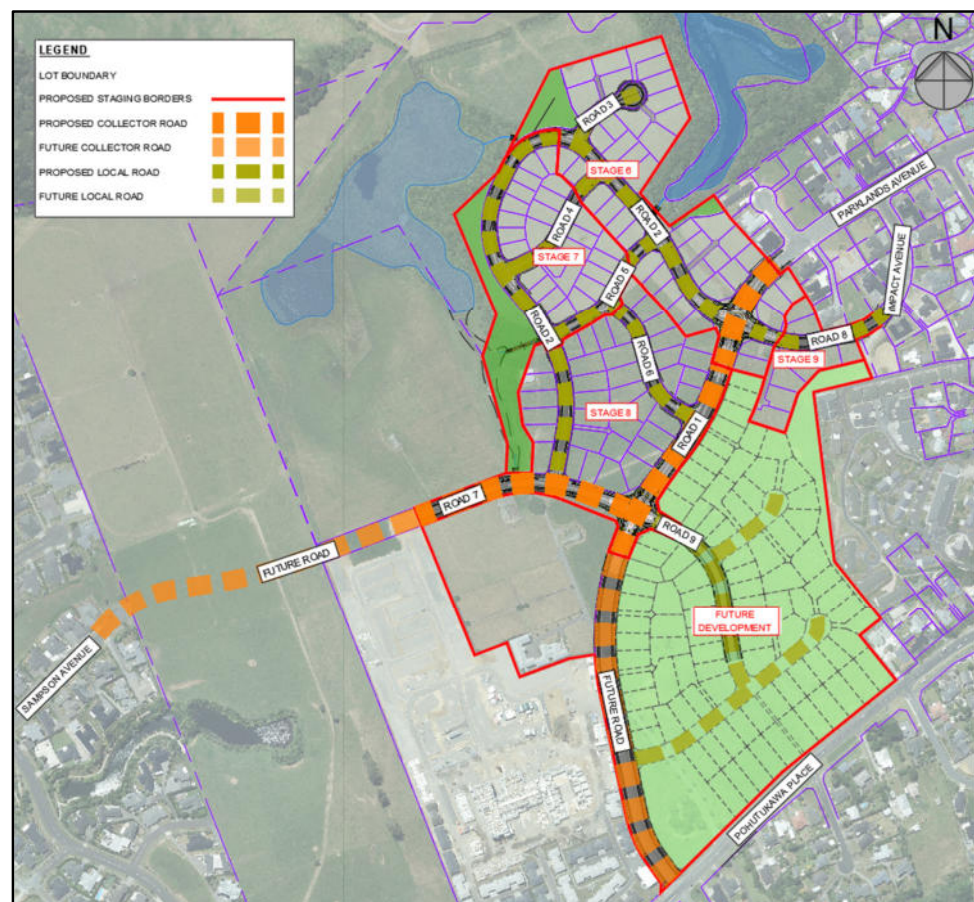 LEGEND
LOT BOUNDARY
PROPOSED STAGING BORDERS
PROPOSED COLLECTOR ROAD
FUTURE COLLECTOR ROAD
PROPOSED LOCAL ROAD
FUTURE LOCAL ROAD
N
ROAD 3
STAGE 6
PARKLANDS AVENUE
ROAD 4
ROAD 2
STAGE 7
IMPACT AVENUE
ROAD 5
ROAD 2
ROAD 8
STAGE 9
ROAD 6
STAGE 8
ROAD 1
ROAD 7
ROAD 9
FUTURE ROAD
FUTURE
DEVELOPMENT
SAMPSON AVENUE
FUTURE ROAD
POHUTUKAWA PLACE